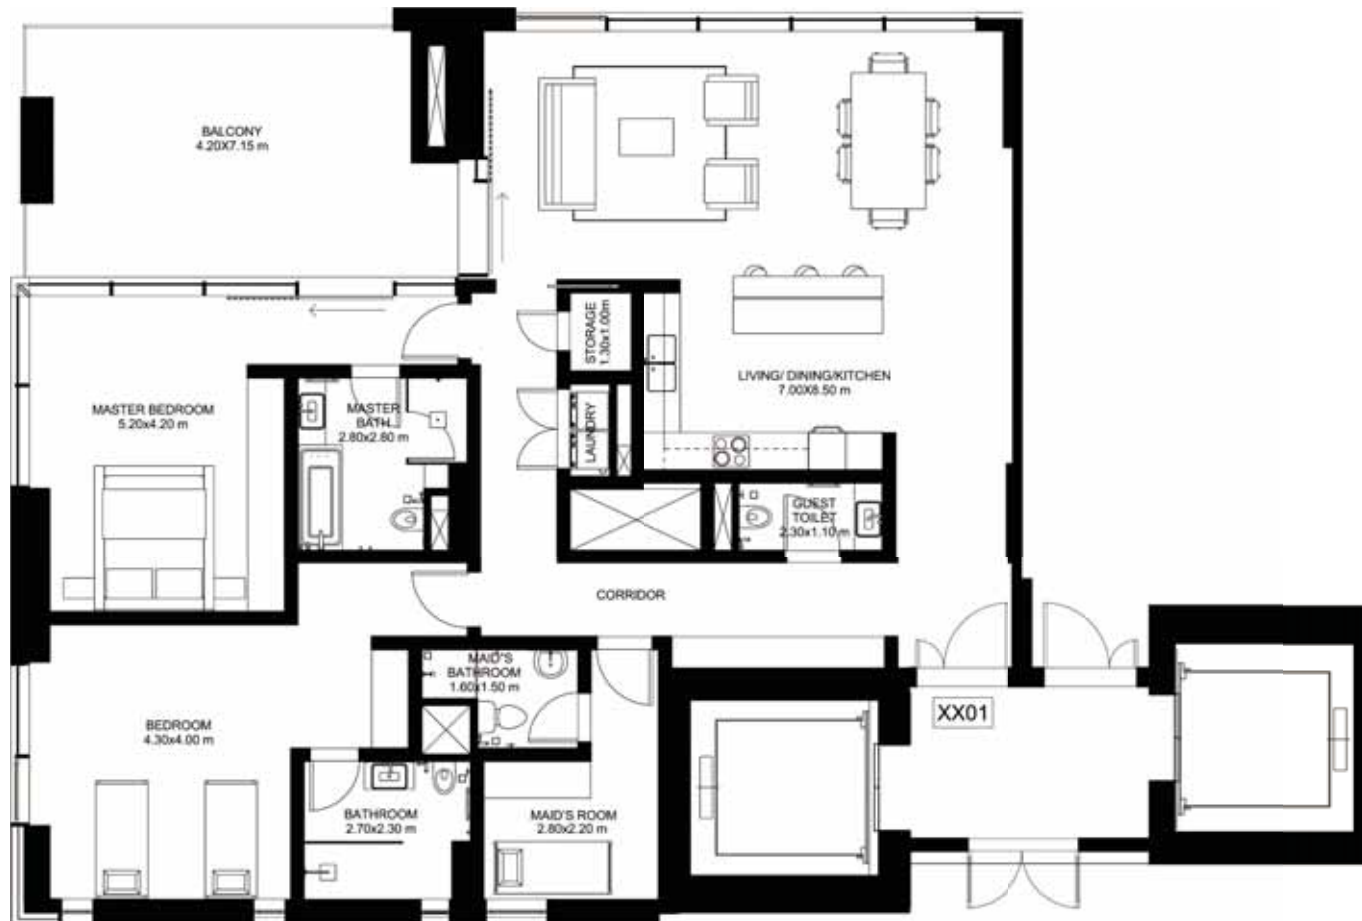 BALCONY
4.20X7.15 m
STORAGE
1.30x1.00m
LIVING/ DINING/KITCHEN
7.00X8.50 m
MASTER BEDROOM
5.20x4.20 m
MASTER
BATH
2.80x2.80 m
LAUNDRY
GUEST
TOILET
2.30x1.10 m
CORRIDOR
MAID'S
BATHROOM
1.60x1.50 m
XX01
BEDROOM
4.30x4.00 m
BATHROOM
2.70x2.30 m
MAID'S ROOM
2.80x2.20 m